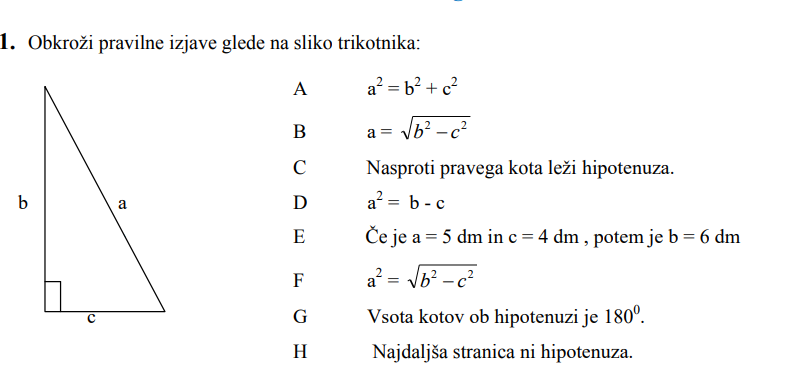 1. Obkroži pravilne izjave glede na sliko trikotnika:
A a² = b² + c²
B a = √(b² – c²)
C Nasproti pravega kota leži hipotenuza.
b a D a² = b - c
E Če je a = 5 dm in c = 4 dm , potem je b = 6 dm
F a² = √(b² – c²)
c G Vsota kotov ob hipotenuzi je 180⁰.
H Najdaljša stranica ni hipotenuza.